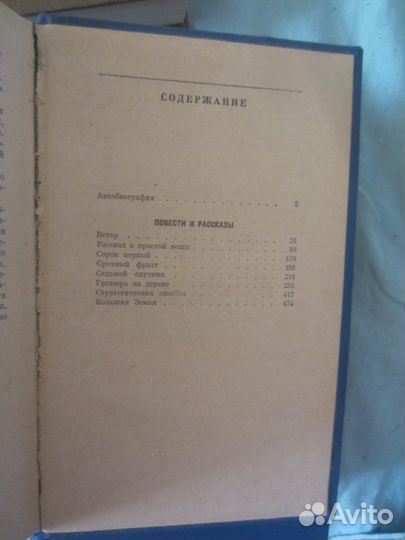 СОДЕРЖАНИЕ
Автобиография 5
ПОВЕСТИ И РАССКАЗЫ
Ветер 21
Рассказ о простой вещи 90
Сорок первый 139
Срочный фрахт 186
Седьмой спутник 211
Гравюра на дереве 285
Стратегическая ошибка 417
Большая Земля 474
Avito